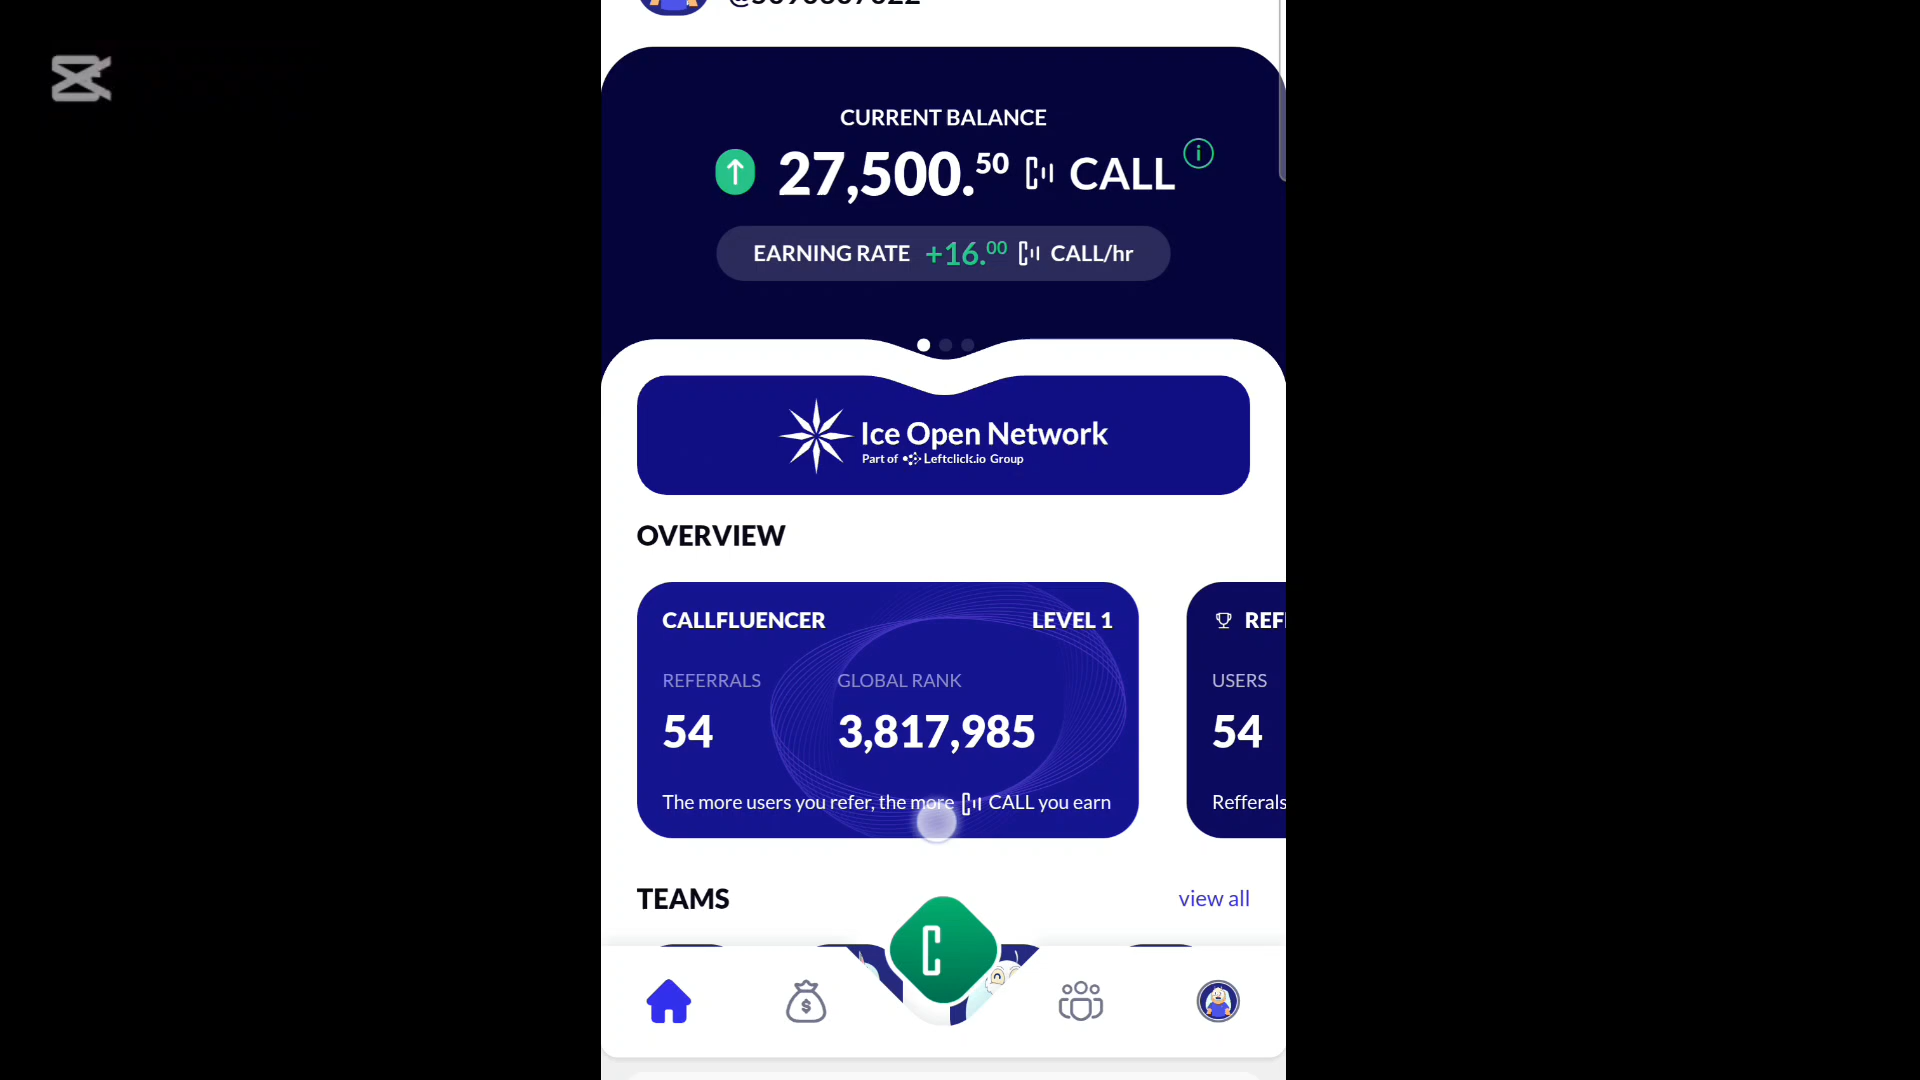 CURRENT BALANCE
27,500.50 CALL
EARNING RATE +16.00 CALL/hr
Ice Open Network
Part of Leftclick.io Group
OVERVIEW
CALLFLUENCER LEVEL 1
REFERRALS GLOBAL RANK
54 3,817,985
The more users you refer, the more CALL you earn
REF
USERS
54
Refferals
TEAMS view all